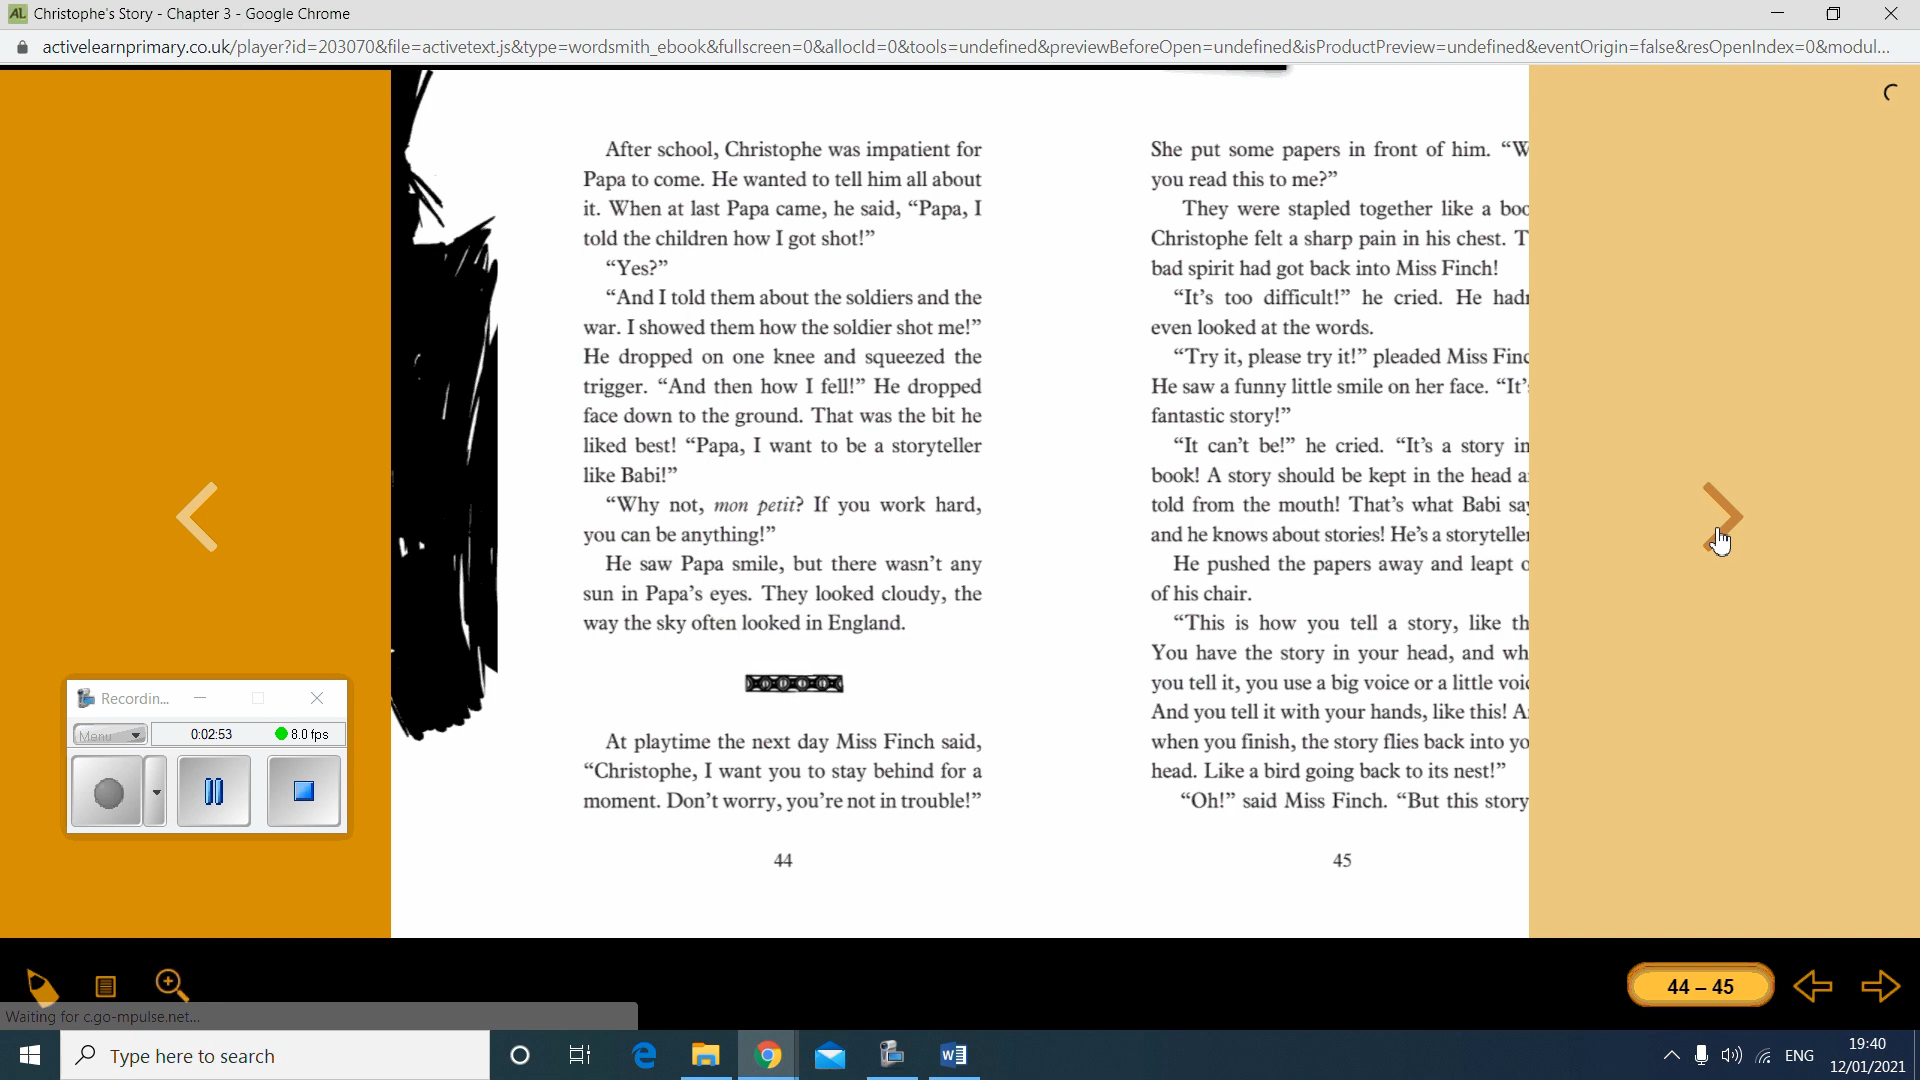 Christophe's Story - Chapter 3 - Google Chrome
activelearnprimary.co.uk/player?id=203070&file=activetext.js&type=wordsmith_ebook&fullscreen=0&allocId=0&tools=undefined&previewBeforeOpen=undefined&isProductPreview=undefined&eventOrigin=false&resOpenIndex=0&modul...
After school, Christophe was impatient for
Papa to come. He wanted to tell him all about
it. When at last Papa came, he said, “Papa, I
told the children how I got shot!”
“Yes?”
“And I told them about the soldiers and the
war. I showed them how the soldier shot me!”
He dropped on one knee and squeezed the
trigger. “And then how I fell!” He dropped
face down to the ground. That was the bit he
liked best! “Papa, I want to be a storyteller
like Babi!”
“Why not, mon petit? If you work hard,
you can be anything!”
He saw Papa smile, but there wasn’t any
sun in Papa’s eyes. They looked cloudy, the
way the sky often looked in England.
At playtime the next day Miss Finch said,
“Christophe, I want you to stay behind for a
moment. Don’t worry, you’re not in trouble!”
44
She put some papers in front of him. “W
you read this to me?”
They were stapled together like a boo
Christophe felt a sharp pain in his chest. T
bad spirit had got back into Miss Finch!
“It’s too difficult!” he cried. He hadn
even looked at the words.
“Try it, please try it!” pleaded Miss Finc
He saw a funny little smile on her face. “It’s
fantastic story!”
“It can’t be!” he cried. “It’s a story in
book! A story should be kept in the head a
told from the mouth! That’s what Babi say
and he knows about stories! He’s a storyteller
He pushed the papers away and leapt o
of his chair.
“This is how you tell a story, like th
You have the story in your head, and wh
you tell it, you use a big voice or a little voic
And you tell it with your hands, like this! A
when you finish, the story flies back into yo
head. Like a bird going back to its nest!”
“Oh!” said Miss Finch. “But this story
45
Recordin...
Menu
0:02:53
8.0 fps
44 – 45
Waiting for c.go-mpulse.net...
Type here to search
ENG
19:40
12/01/2021